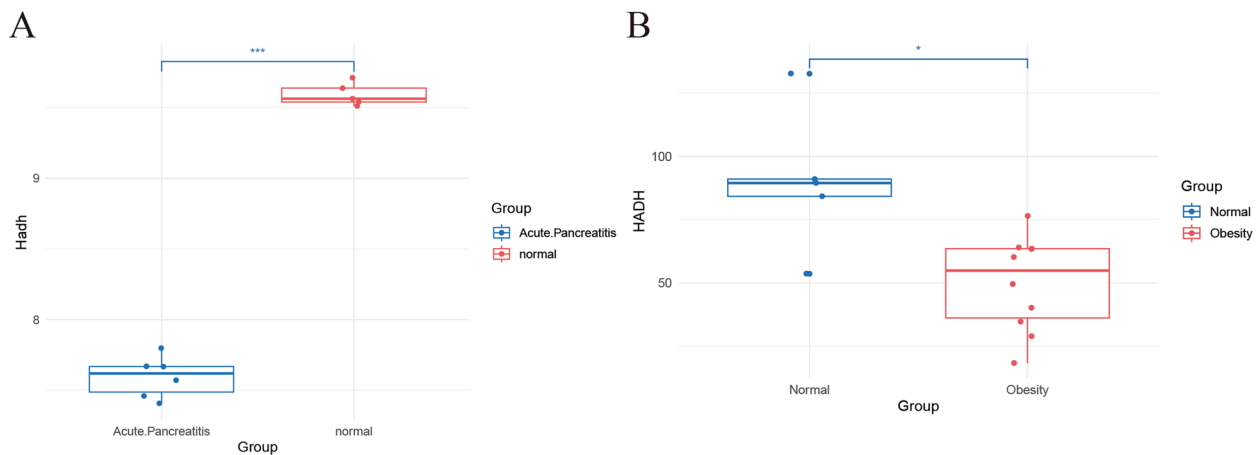 A
***
Hadh
9
8
Acute.Pancreatitis
normal
Group
Group
Acute.Pancreatitis
normal
B
*
HADH
100
50
Normal
Obesity
Group
Group
Normal
Obesity